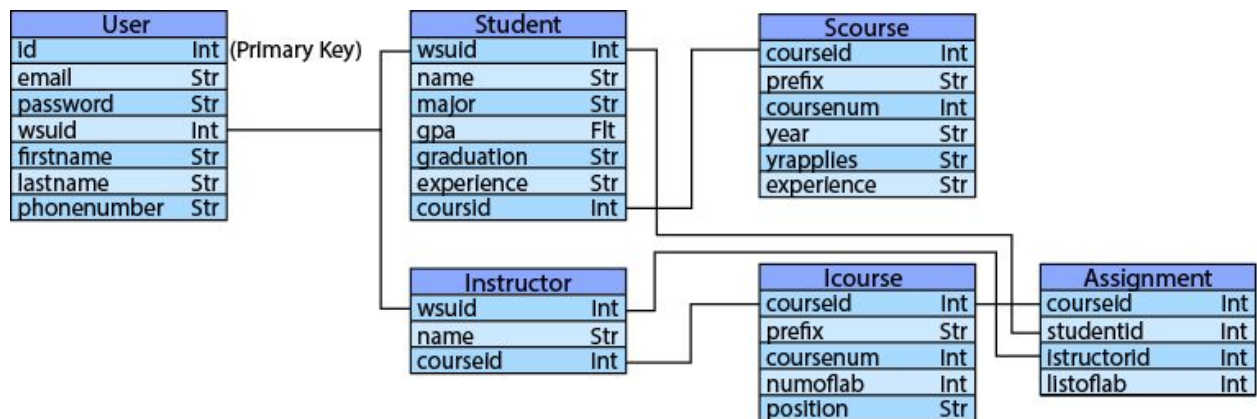 User
id Int (Primary Key)
email Str
password Str
wsuid Int
firstname Str
lastname Str
phonenumber Str
Student
wsuid Int
name Str
major Str
gpa Flt
graduation Str
experience Str
coursid Int
Scourse
courseid Int
prefix Str
coursenum Int
year Str
yrapplies Str
experience Str
Instructor
wsuid Int
name Str
courseid Int
Icourse
courseid Int
prefix Str
coursenum Int
numoflab Int
position Str
Assignment
courseid Int
studentid Int
istructorid Int
listoflab Int